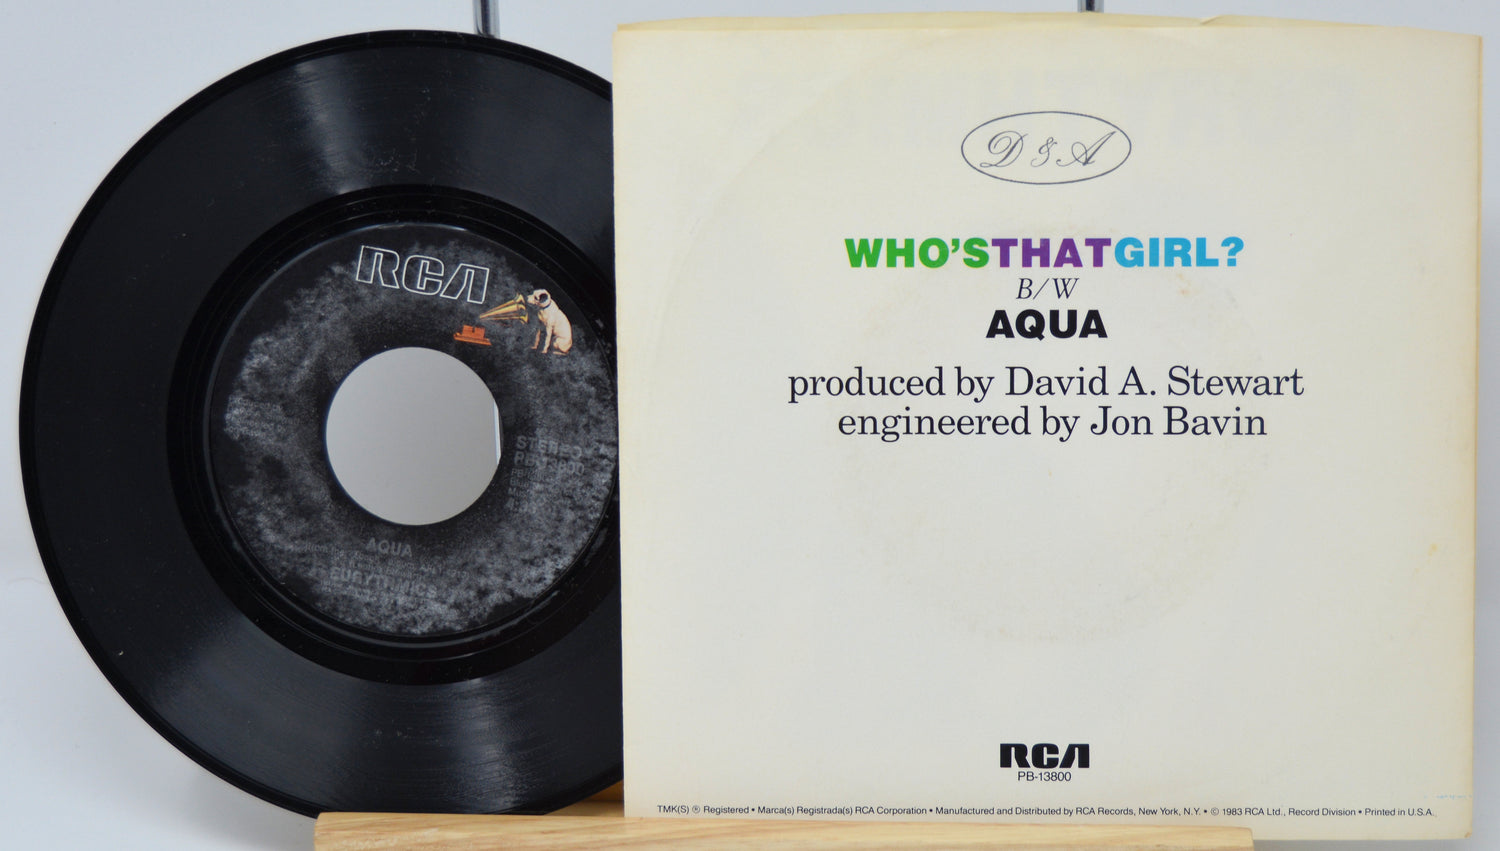 RCA
STEREO
PB-13800
AQUA
EURYTHMICS
D & A
WHO'STHATGIRL?
B/W
AQUA
produced by David A. Stewart
engineered by Jon Bavin
RCA
PB-13800
TMK(S) ® Registered • Marca(s) Registrada(s) RCA Corporation • Manufactured and Distributed by RCA Records, New York, N.Y. • © 1983 RCA Ltd., Record Division • Printed in U.S.A.